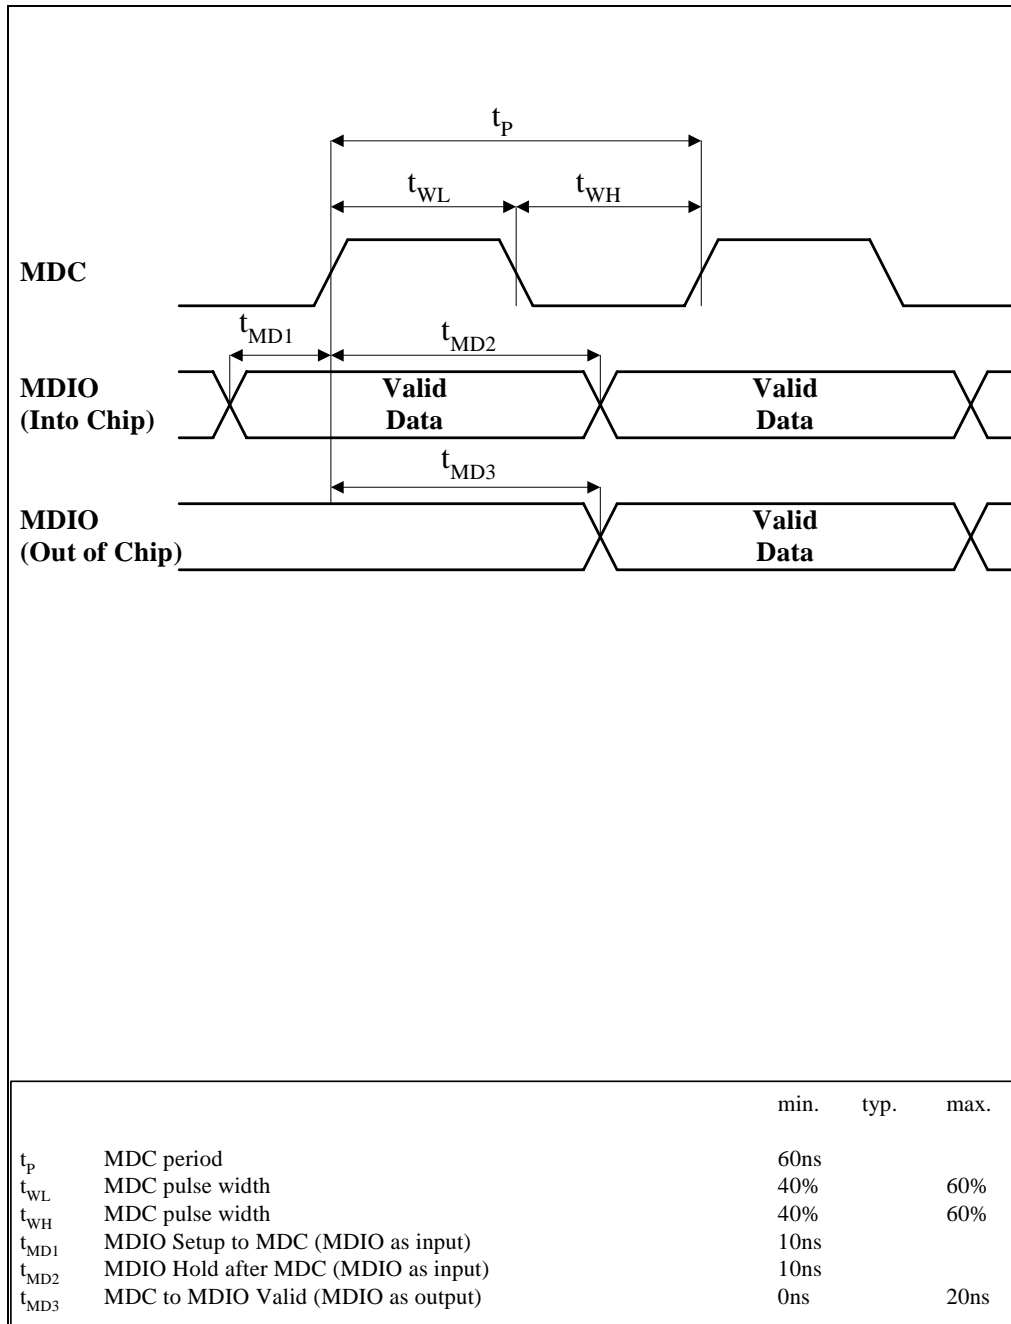 t_P
t_WL t_WH
MDC
t_MD1 t_MD2
MDIO
(Into Chip)
Valid
Data
Valid
Data
t_MD3
MDIO
(Out of Chip)
Valid
Data
min. typ. max.
t_P MDC period 60ns
t_WL MDC pulse width 40% 60%
t_WH MDC pulse width 40% 60%
t_MD1 MDIO Setup to MDC (MDIO as input) 10ns
t_MD2 MDIO Hold after MDC (MDIO as input) 10ns
t_MD3 MDC to MDIO Valid (MDIO as output) 0ns 20ns